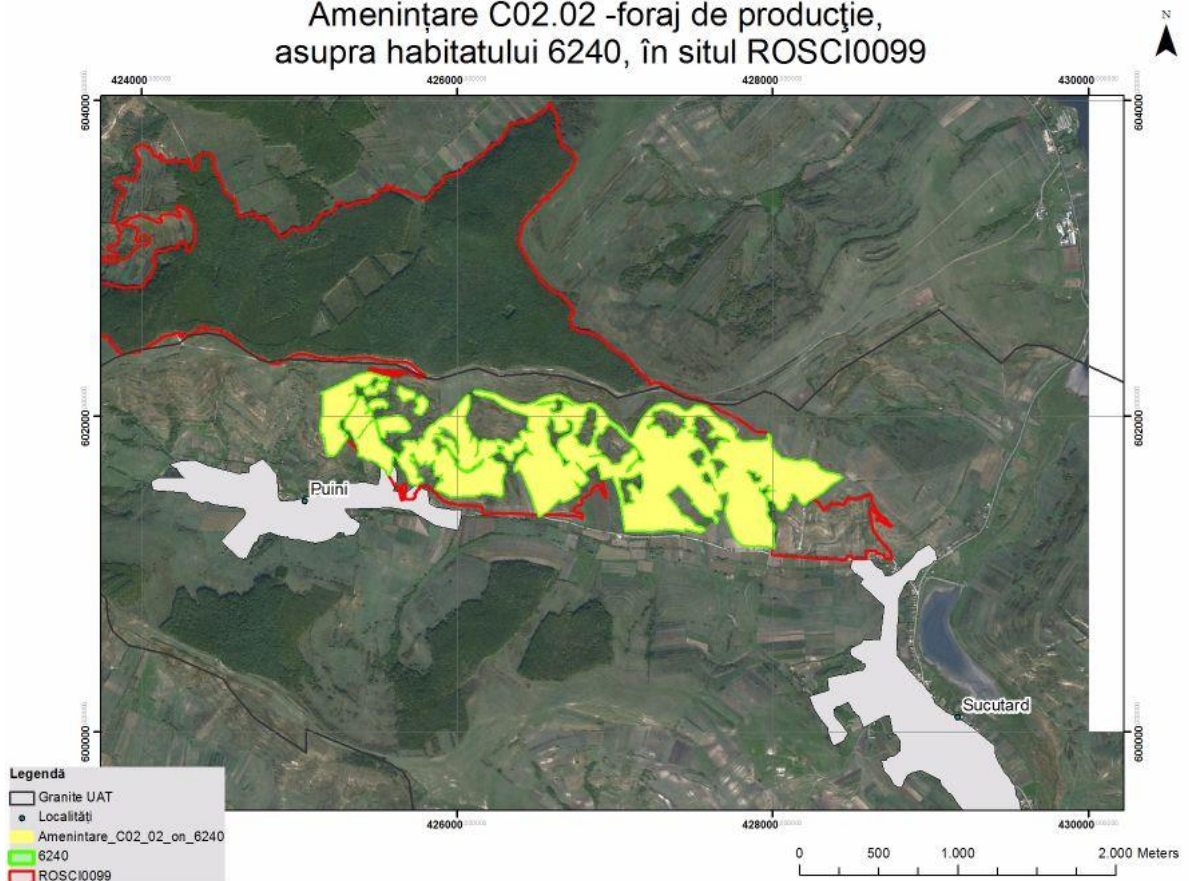 Amenințare C02.02 -foraj de producție,
asupra habitatului 6240, în situl ROSCI0099
N
424000
426000
428000
430000
604000
604000
602000
602000
Puini
Sucutard
600000
600000
Legendă
Granite UAT
Localități
Amenintare_C02_02_on_6240
6240
ROSCI0099
426000
428000
430000
0 500 1.000 2.000 Meters